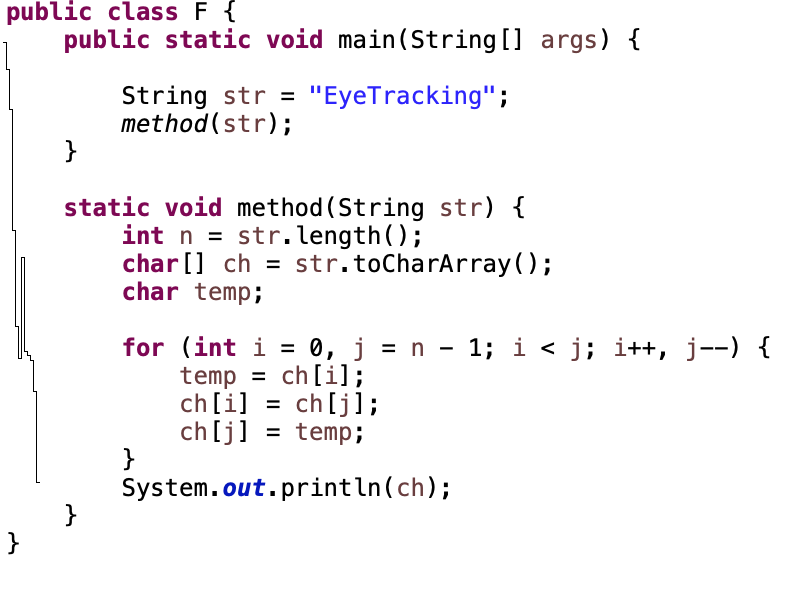 public class F {
    public static void main(String[] args) {
        String str = "EyeTracking";
        method(str);
    }
    static void method(String str) {
        int n = str.length();
        char[] ch = str.toCharArray();
        char temp;
        for (int i = 0, j = n - 1; i < j; i++, j--) {
            temp = ch[i];
            ch[i] = ch[j];
            ch[j] = temp;
        }
        System.out.println(ch);
    }
}